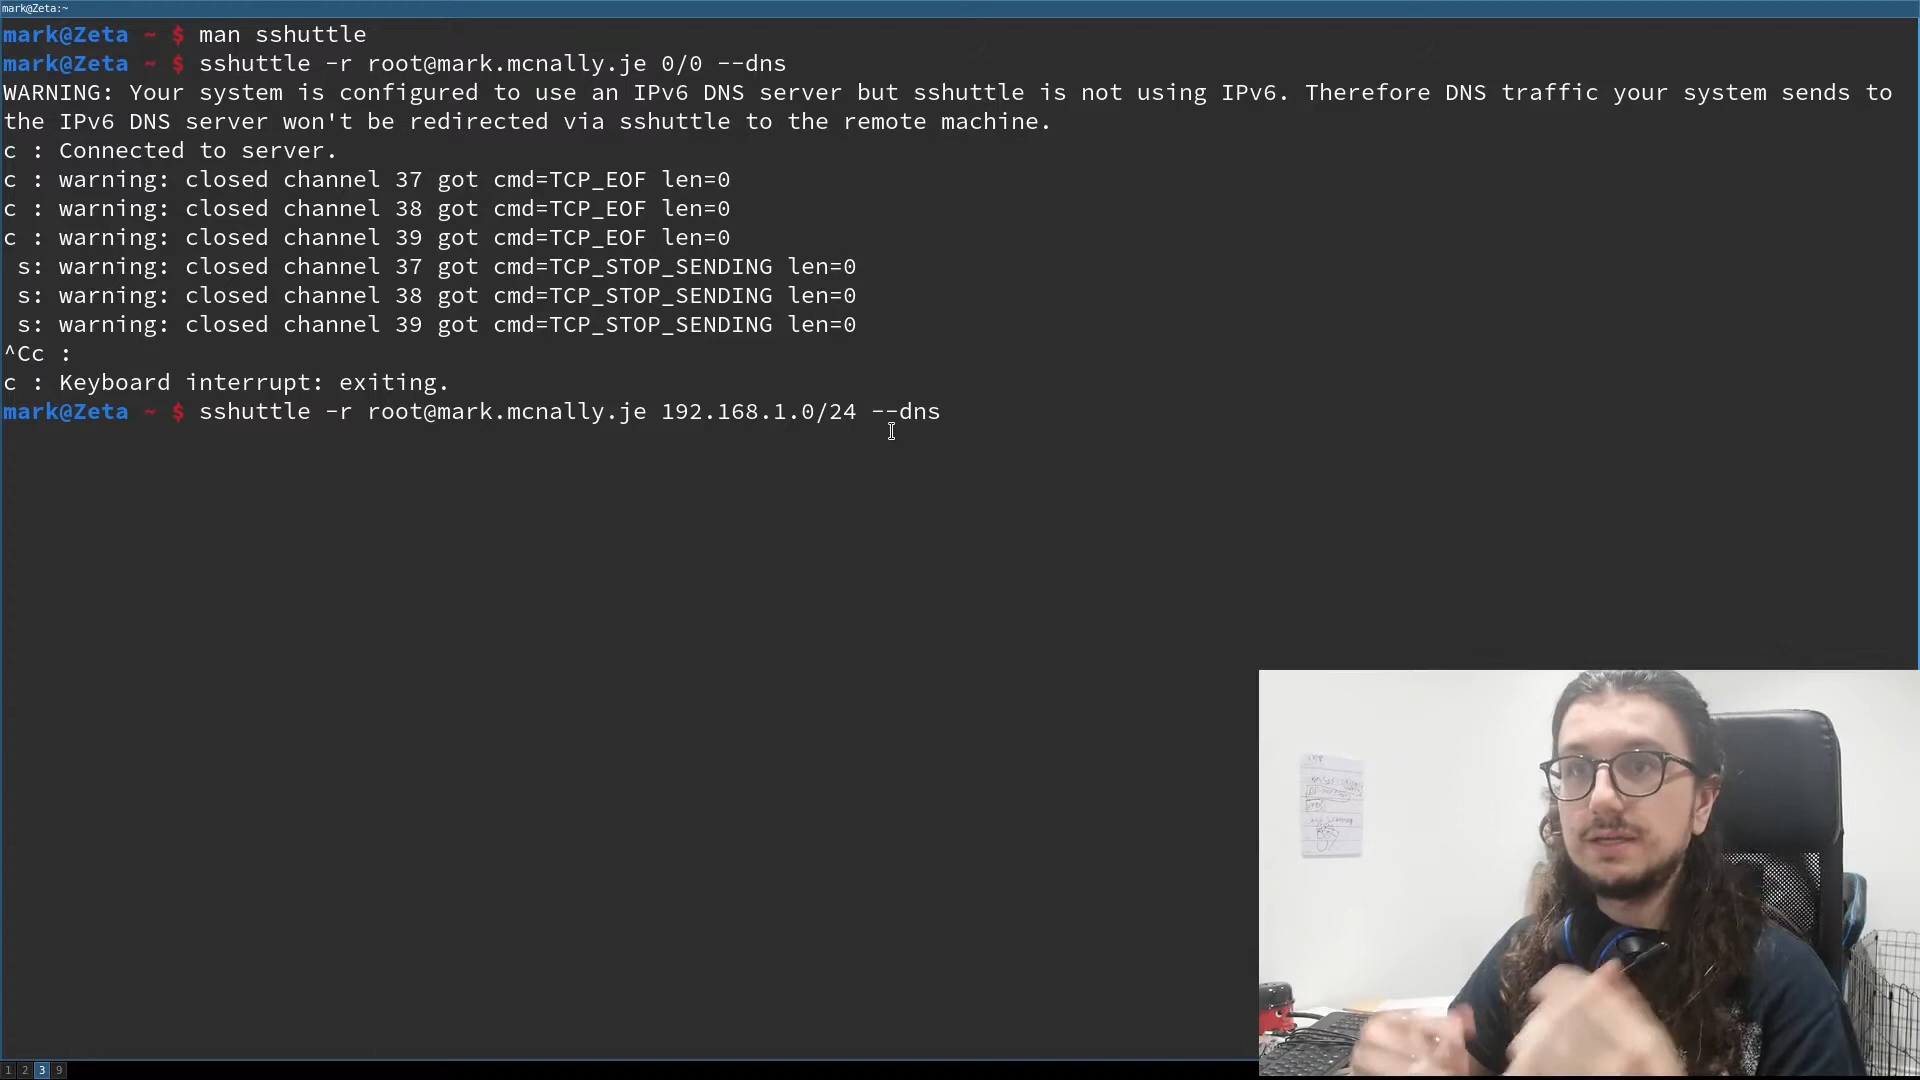 mark@Zeta:~
mark@Zeta ~ $ man sshuttle
mark@Zeta ~ $ sshuttle -r root@mark.mcnally.je 0/0 --dns
WARNING: Your system is configured to use an IPv6 DNS server but sshuttle is not using IPv6. Therefore DNS traffic your system sends to
the IPv6 DNS server won't be redirected via sshuttle to the remote machine.
c : Connected to server.
c : warning: closed channel 37 got cmd=TCP_EOF len=0
c : warning: closed channel 38 got cmd=TCP_EOF len=0
c : warning: closed channel 39 got cmd=TCP_EOF len=0
 s: warning: closed channel 37 got cmd=TCP_STOP_SENDING len=0
 s: warning: closed channel 38 got cmd=TCP_STOP_SENDING len=0
 s: warning: closed channel 39 got cmd=TCP_STOP_SENDING len=0
^Cc :
c : Keyboard interrupt: exiting.
mark@Zeta ~ $ sshuttle -r root@mark.mcnally.je 192.168.1.0/24 --dns
1 2 3 9